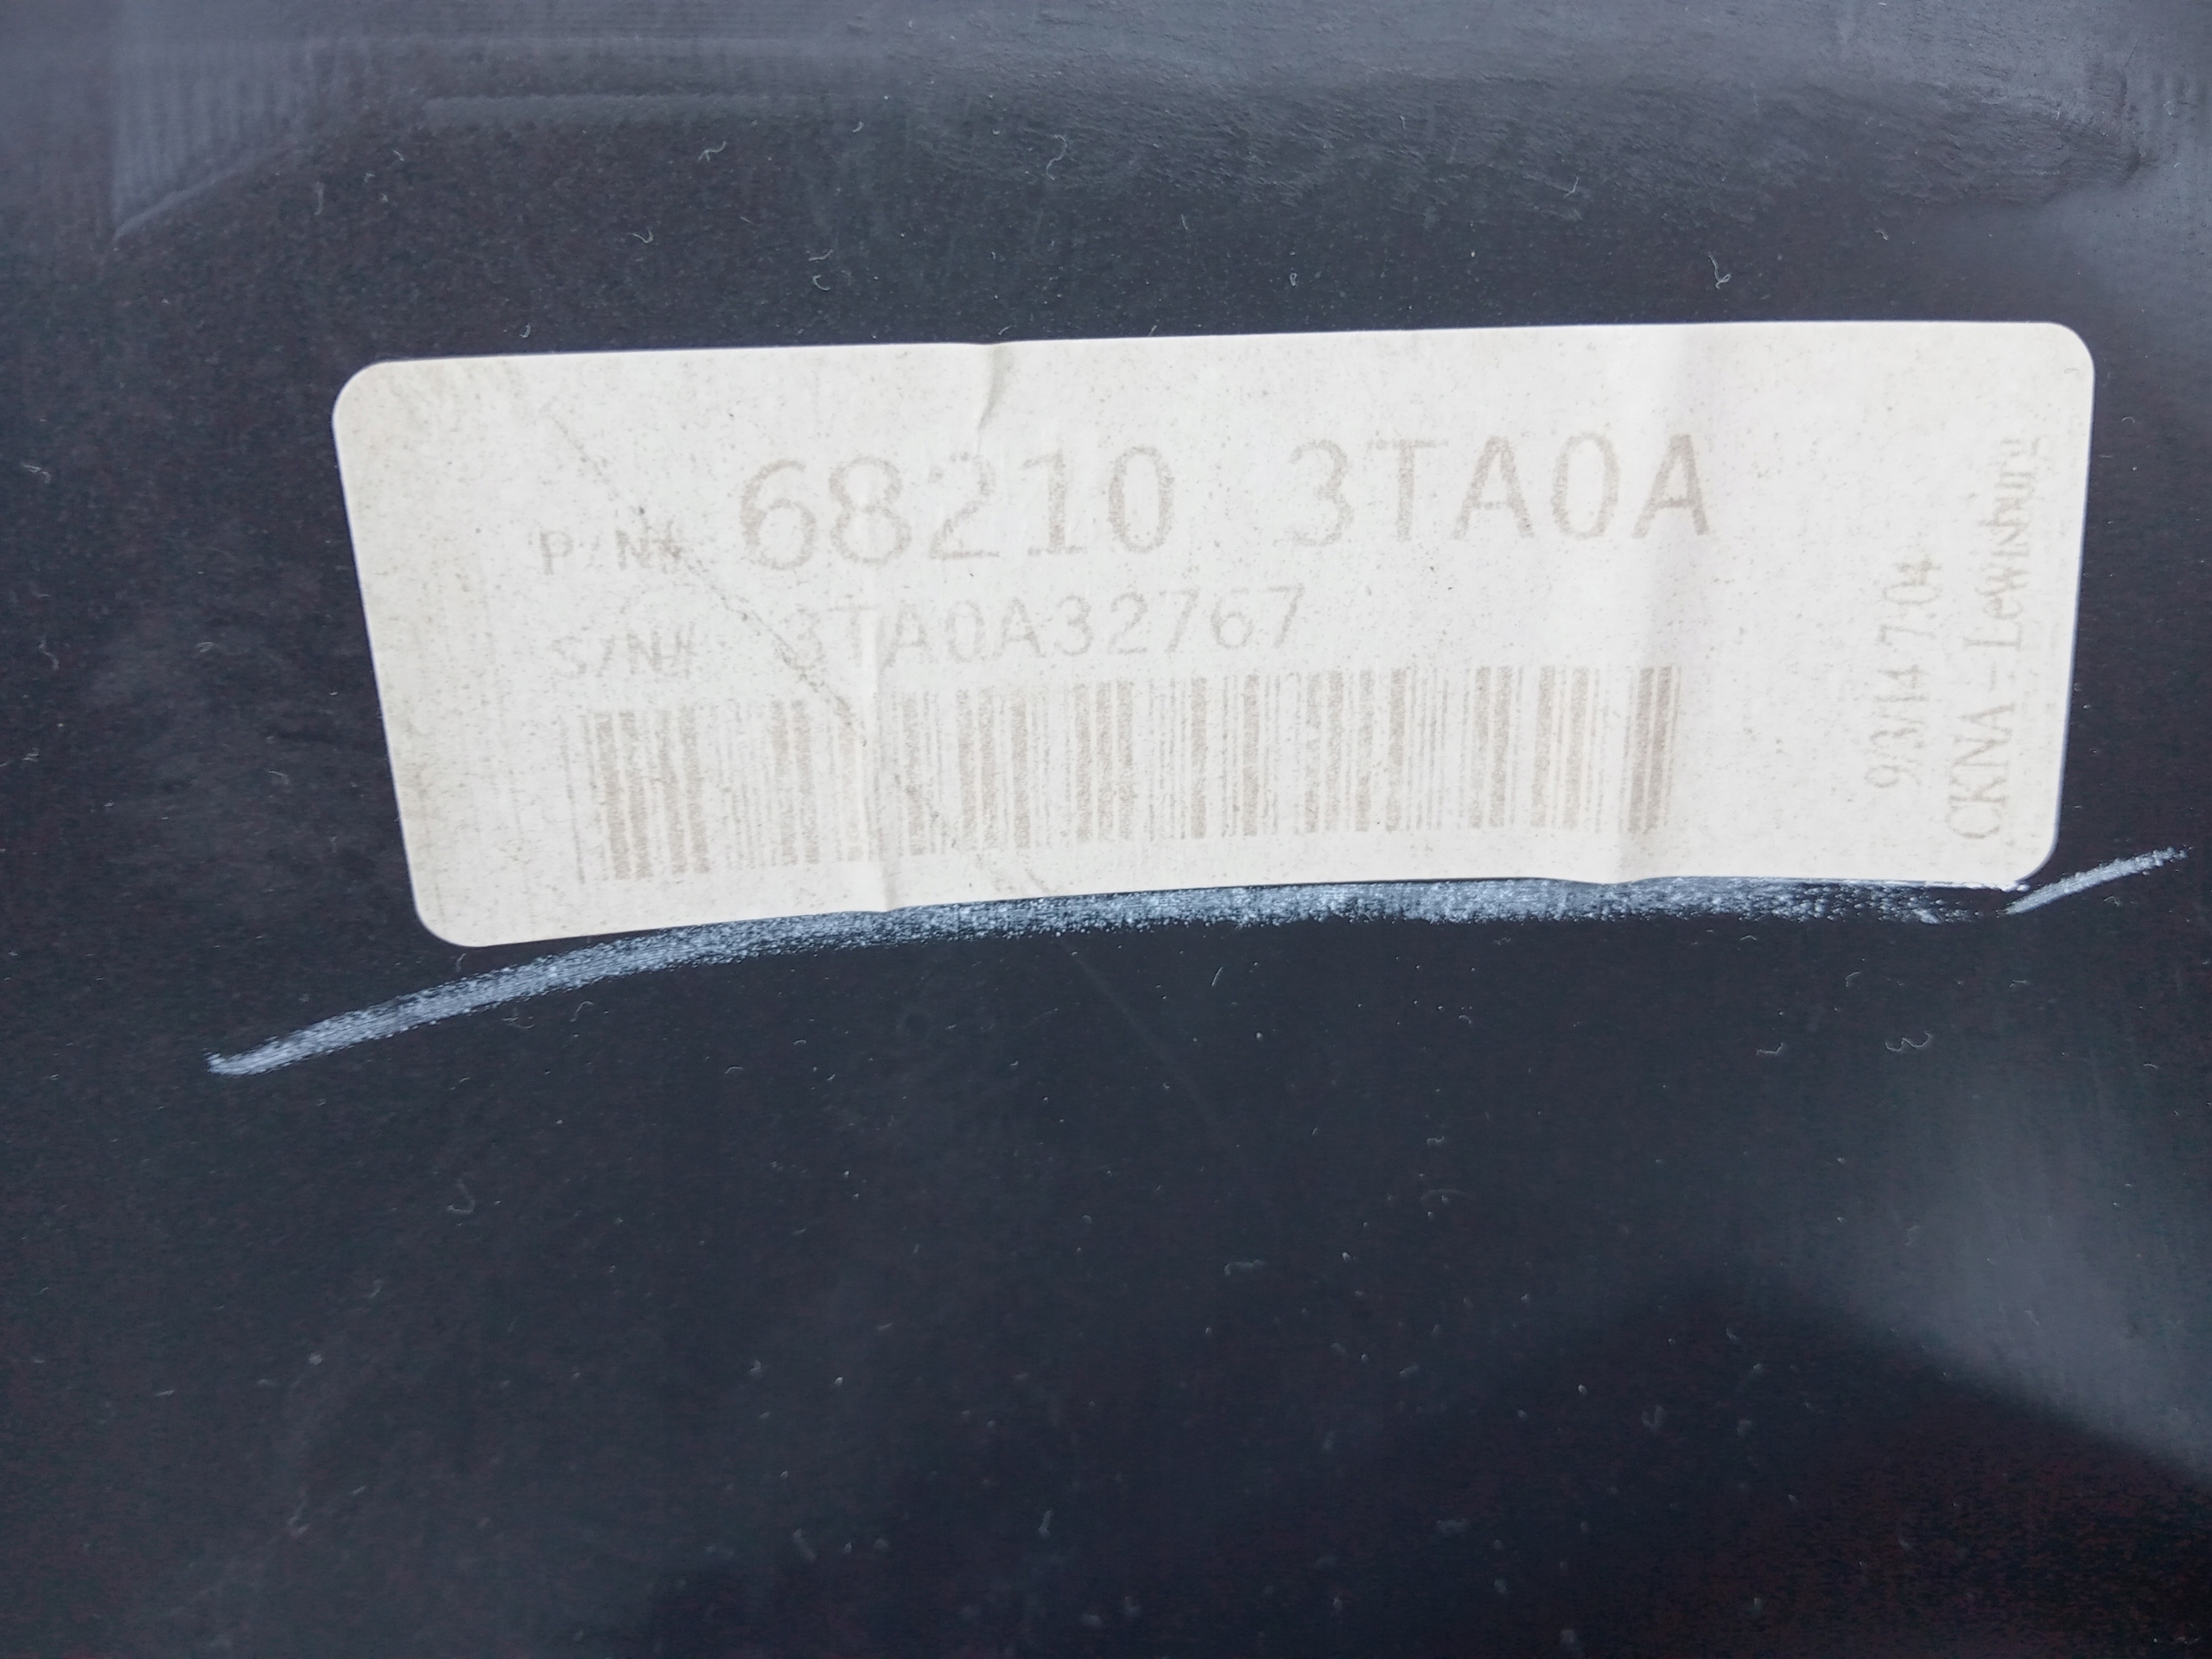 P/N# 68210 3TA0A
S/N# 3TA0A32767
9/3/14 7:04
CKNA - Lewisburg